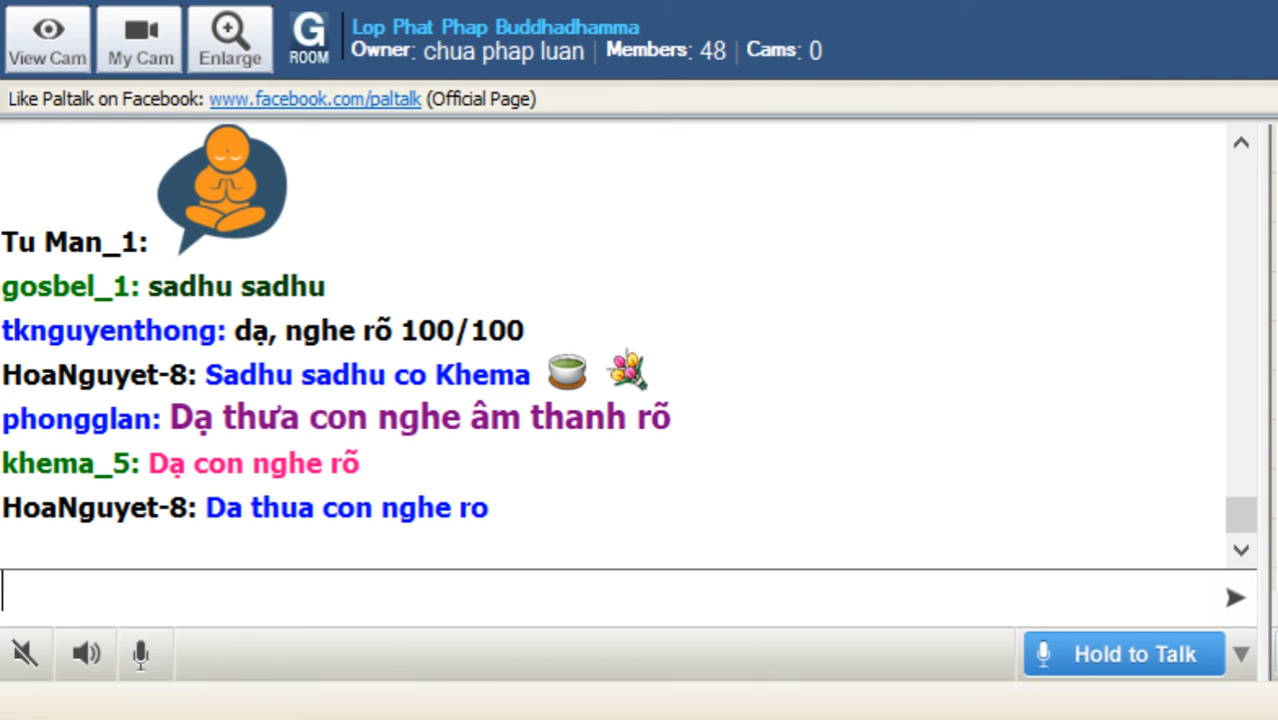 View Cam
My Cam
Enlarge
G
ROOM
Lop Phat Phap Buddhadhamma
Owner: chua phap luan | Members: 48 | Cams: 0
Like Paltalk on Facebook: www.facebook.com/paltalk (Official Page)
Tu Man_1:
gosbel_1: sadhu sadhu
tknguyenthong: dạ, nghe rõ 100/100
HoaNguyet-8: Sadhu sadhu co Khema
phongglan: Dạ thưa con nghe âm thanh rõ
khema_5: Dạ con nghe rõ
HoaNguyet-8: Da thua con nghe ro
Hold to Talk